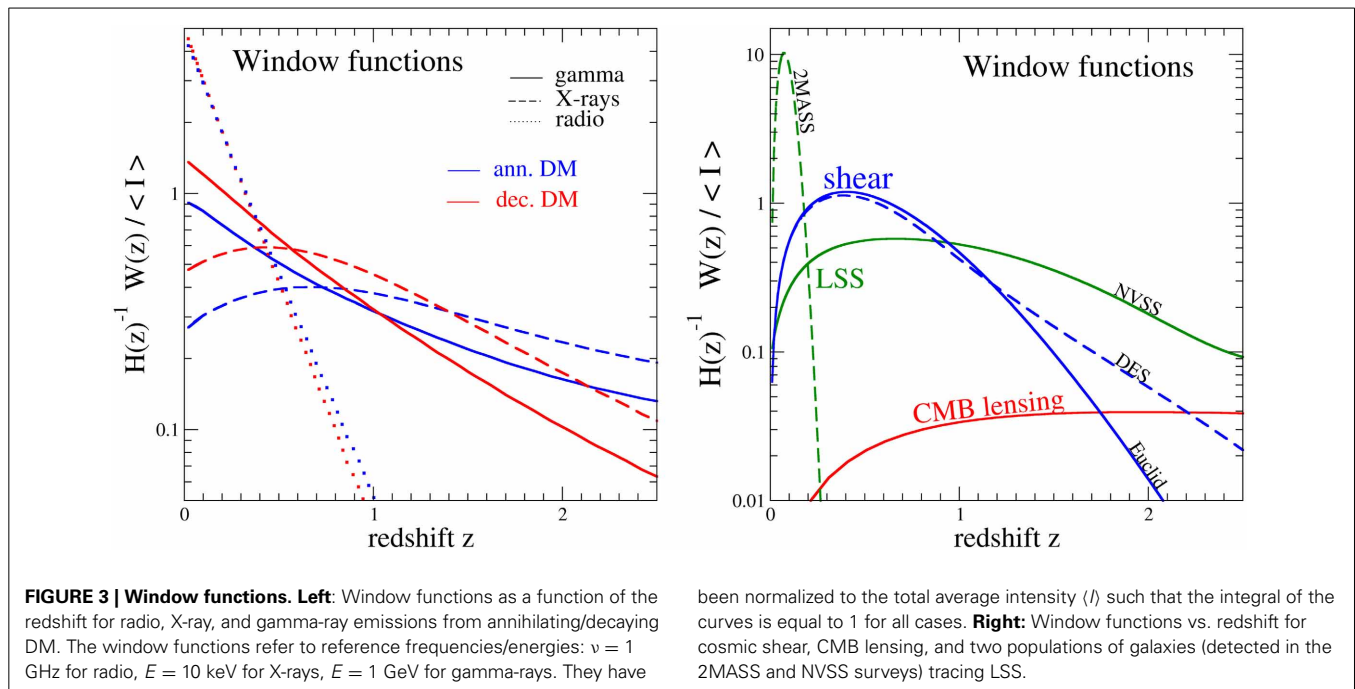 Window functions
gamma
X-rays
radio
ann. DM
dec. DM
H(z)⁻¹ W(z) / < I >
1
0.1
0
1
2
redshift z
Window functions
2MASS
shear
LSS
NVSS
DES
CMB lensing
Euclid
H(z)⁻¹ W(z) / < I >
10
1
0.1
0.01
0
1
2
redshift z
FIGURE 3 | Window functions. Left: Window functions as a function of the
redshift for radio, X-ray, and gamma-ray emissions from annihilating/decaying
DM. The window functions refer to reference frequencies/energies: ν = 1
GHz for radio, E = 10 keV for X-rays, E = 1 GeV for gamma-rays. They have
been normalized to the total average intensity ⟨I⟩ such that the integral of the
curves is equal to 1 for all cases. Right: Window functions vs. redshift for
cosmic shear, CMB lensing, and two populations of galaxies (detected in the
2MASS and NVSS surveys) tracing LSS.